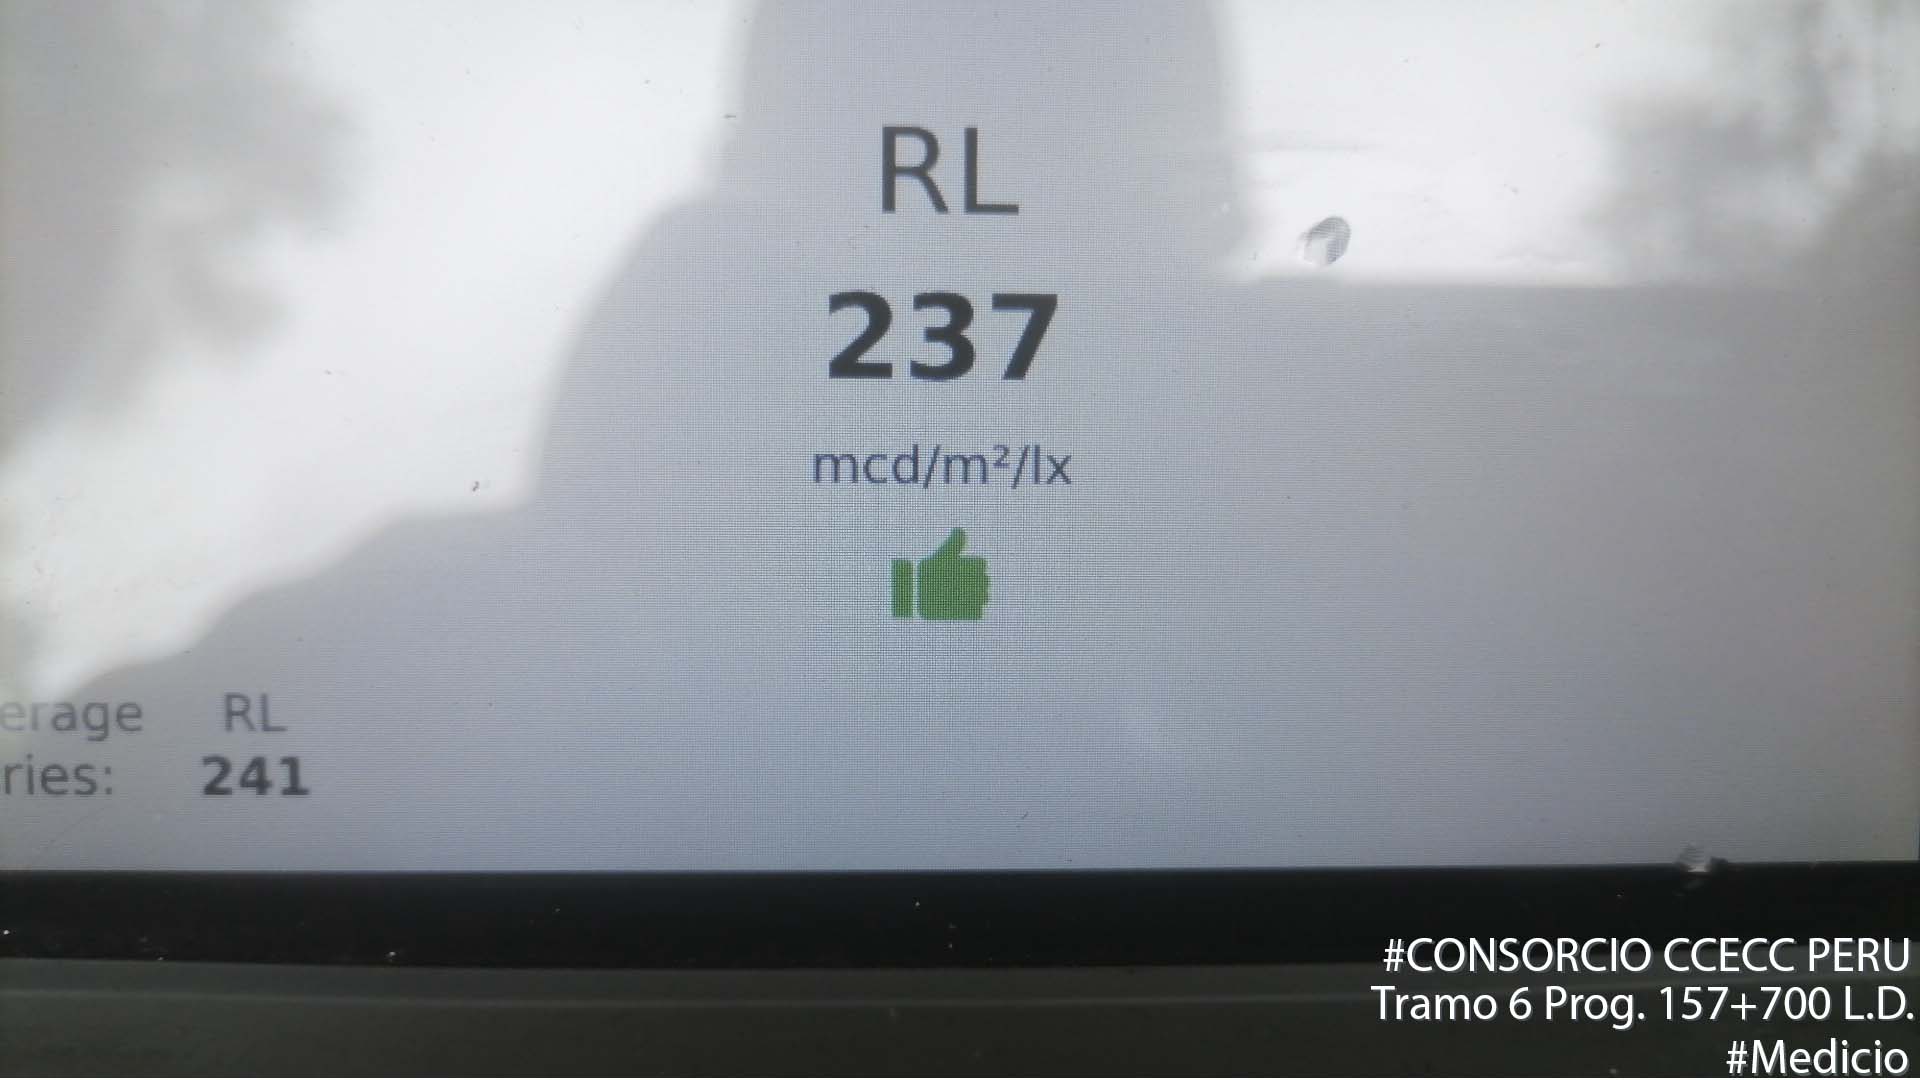 RL
237
mcd/m²/lx
erage RL
ries: 241
#CONSORCIO CCECC PERU
Tramo 6 Prog. 157+700 L.D.
#Medicio